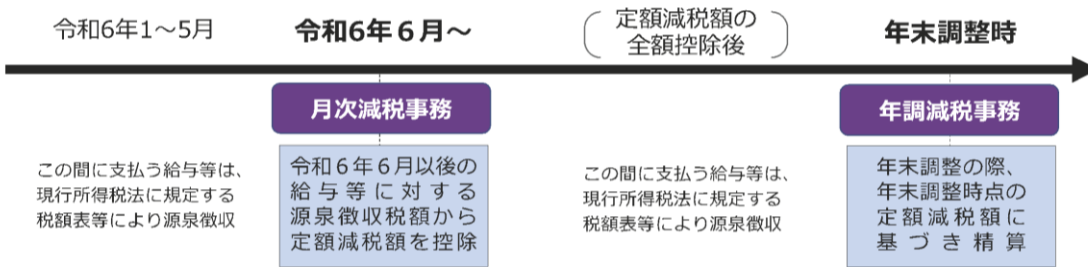 令和6年1～5月
令和6年６月～
定額減税額の
全額控除後
年末調整時
月次減税事務
年調減税事務
この間に支払う給与等は、
現行所得税法に規定する
税額表等により源泉徴収
令和６年６月以後の
給与等に対する
源泉徴収税額から
定額減税額を控除
この間に支払う給与等は、
現行所得税法に規定する
税額表等により源泉徴収
年末調整の際、
年末調整時点の
定額減税額に
基づき精算